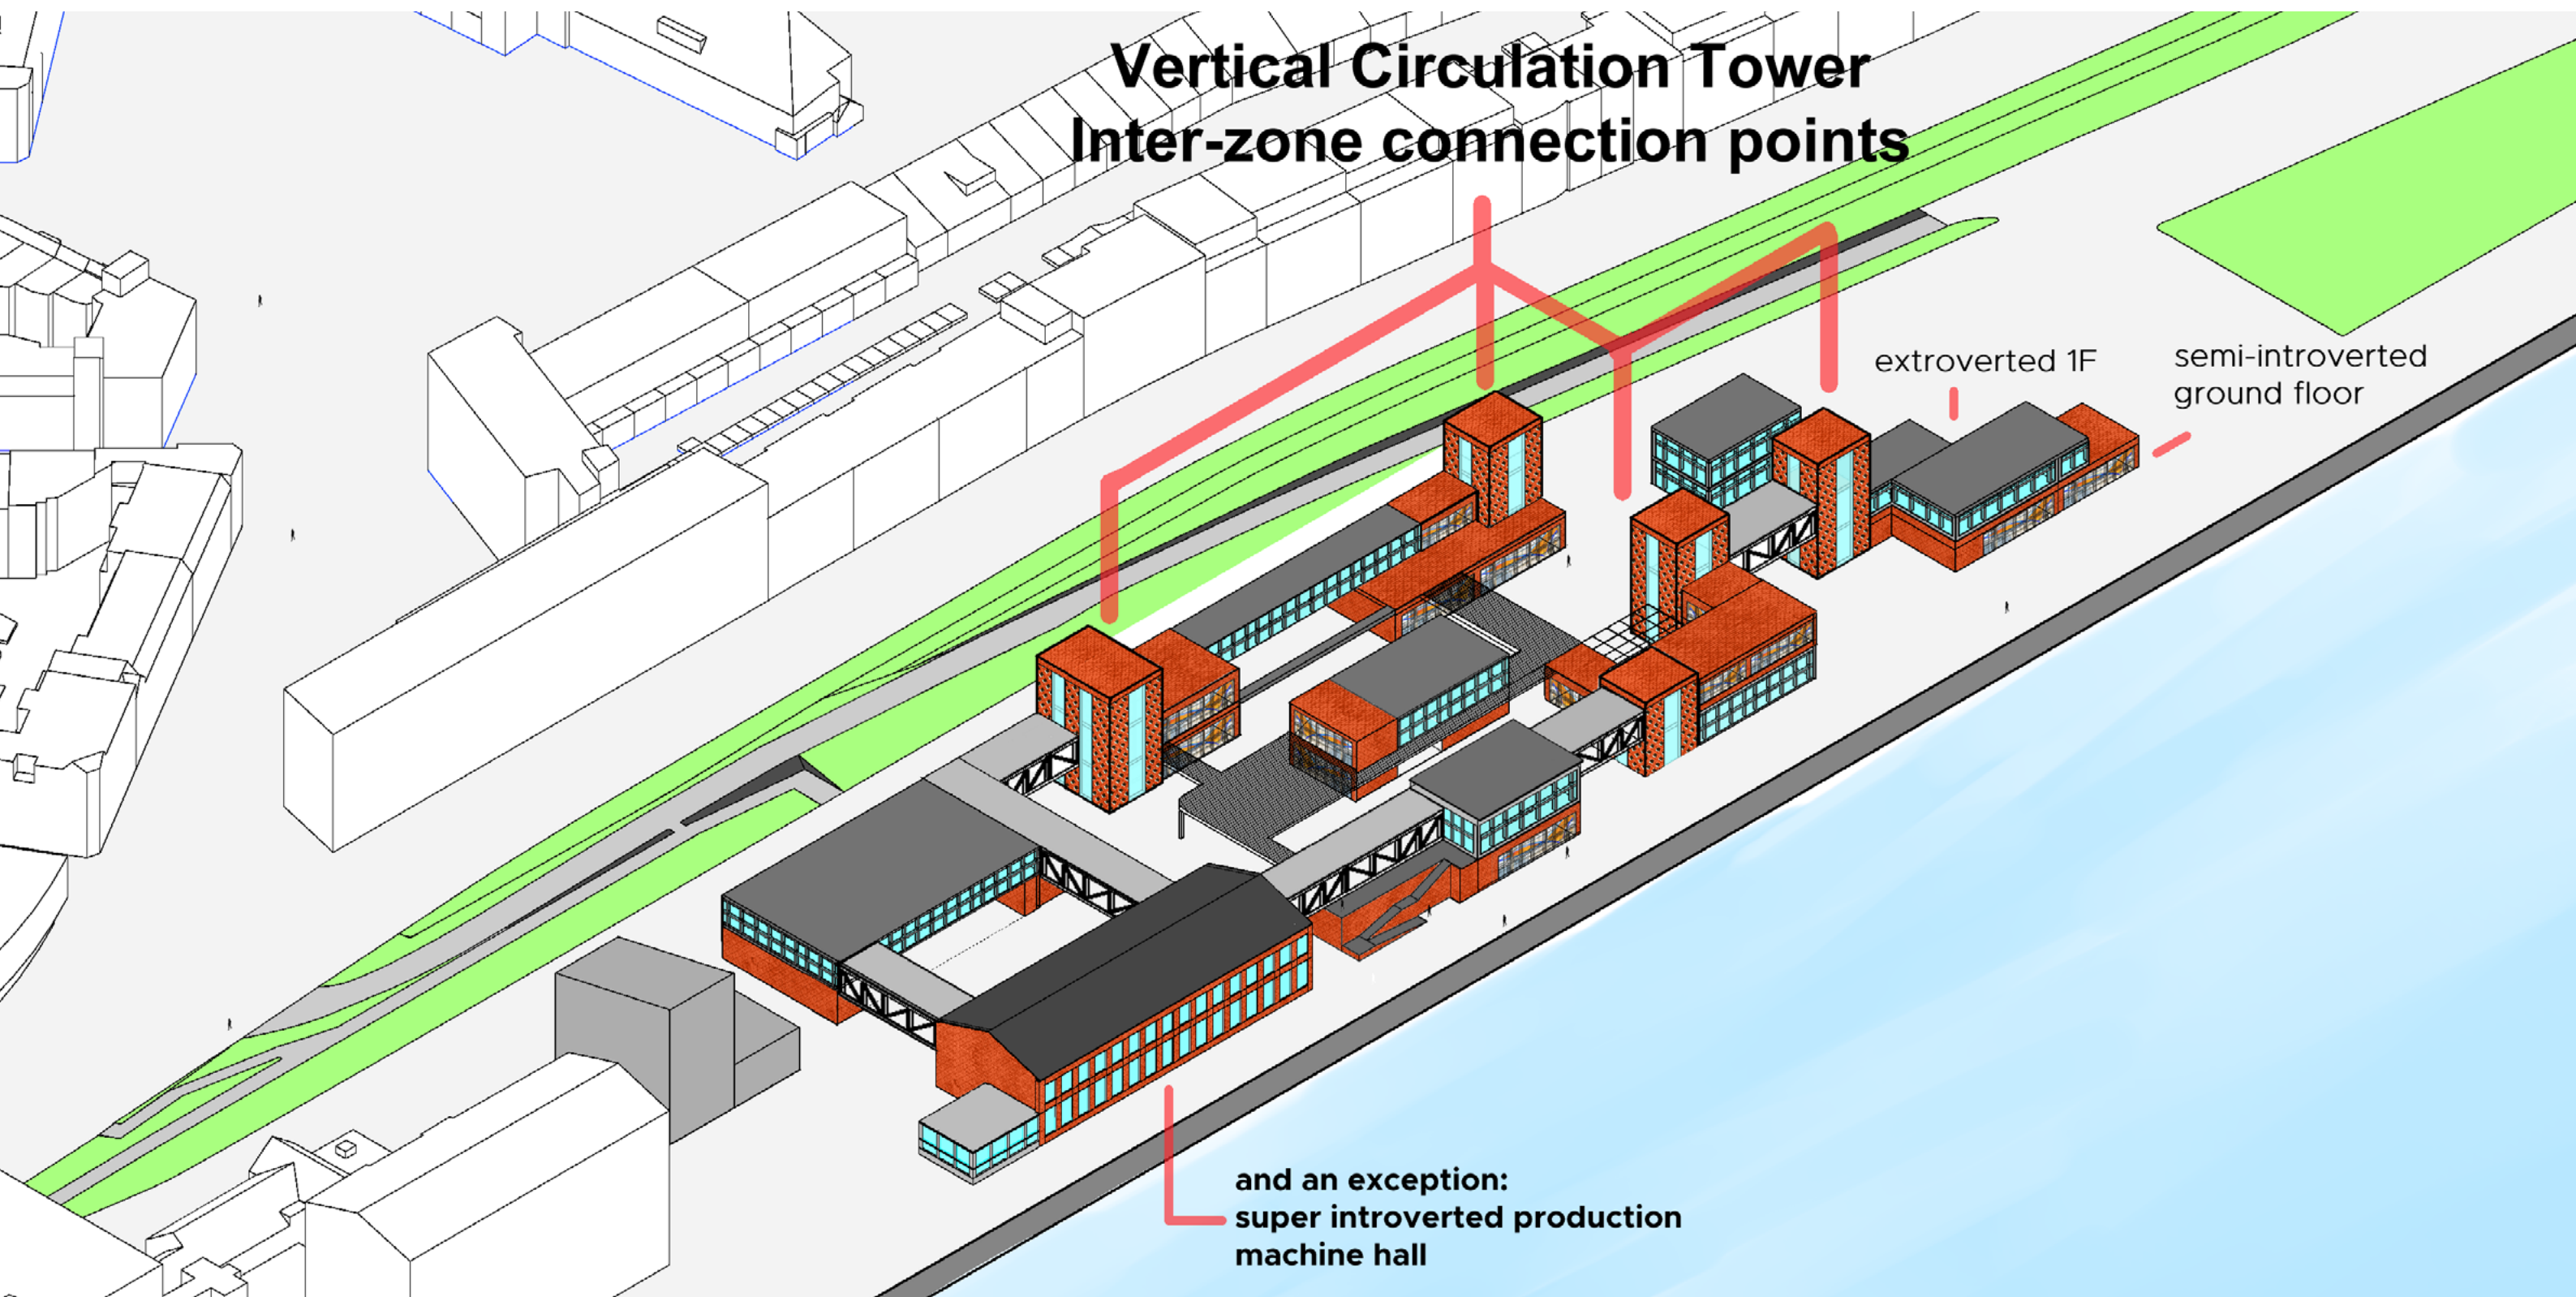 Vertical Circulation Tower
Inter-zone connection points
extroverted 1F
semi-introverted
ground floor
and an exception:
super introverted production
machine hall